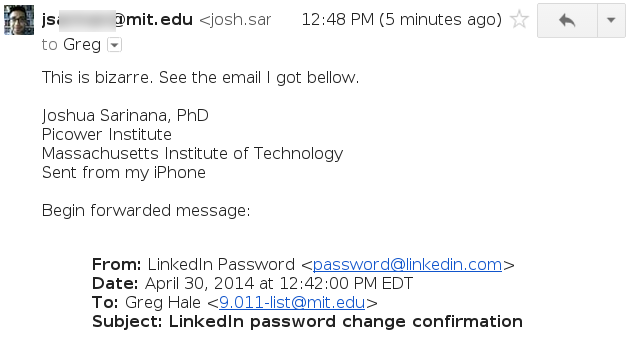 @mit.edu <josh.sar 12:48 PM (5 minutes ago)
to Greg
This is bizarre. See the email I got bellow.
Joshua Sarinana, PhD
Picower Institute
Massachusetts Institute of Technology
Sent from my iPhone
Begin forwarded message:
From: LinkedIn Password <password@linkedin.com>
Date: April 30, 2014 at 12:42:00 PM EDT
To: Greg Hale <9.011-list@mit.edu>
Subject: LinkedIn password change confirmation